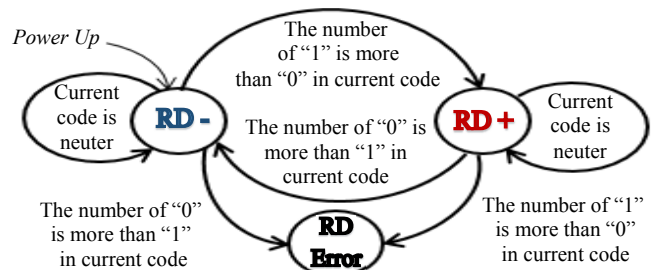 Power Up
The number
of “1” is more
than “0” in current code
Current
code is
neuter
RD -
The number of “0” is
more than “1” in
current code
RD +
Current
code is
neuter
The number of “0”
is more than “1”
in current code
RD
Error
The number of “1”
is more than “0”
in current code